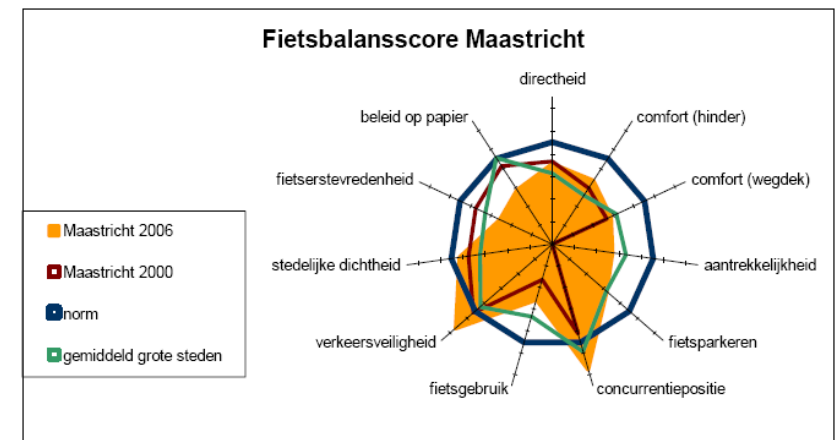 Fietsbalansscore Maastricht
directheid
beleid op papier
comfort (hinder)
fietserstevredenheid
comfort (wegdek)
Maastricht 2006
Maastricht 2000
norm
gemiddeld grote steden
stedelijke dichtheid
aantrekkelijkheid
verkeersveiligheid
fietsparkeren
fietsgebruik
concurrentiepositie